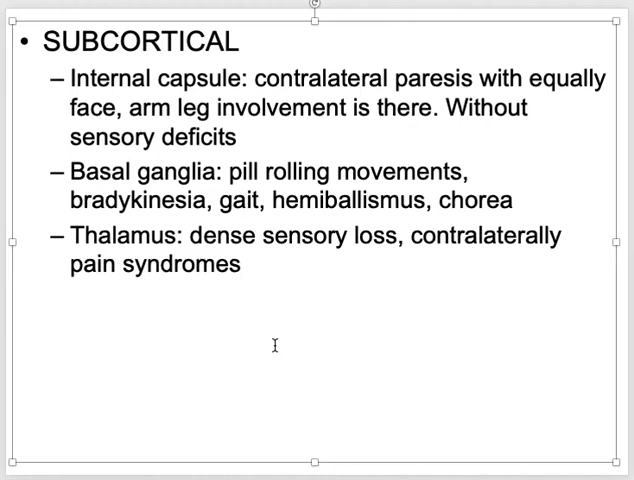 • SUBCORTICAL
– Internal capsule: contralateral paresis with equally
face, arm leg involvement is there. Without
sensory deficits
– Basal ganglia: pill rolling movements,
bradykinesia, gait, hemiballismus, chorea
– Thalamus: dense sensory loss, contralaterally
pain syndromes